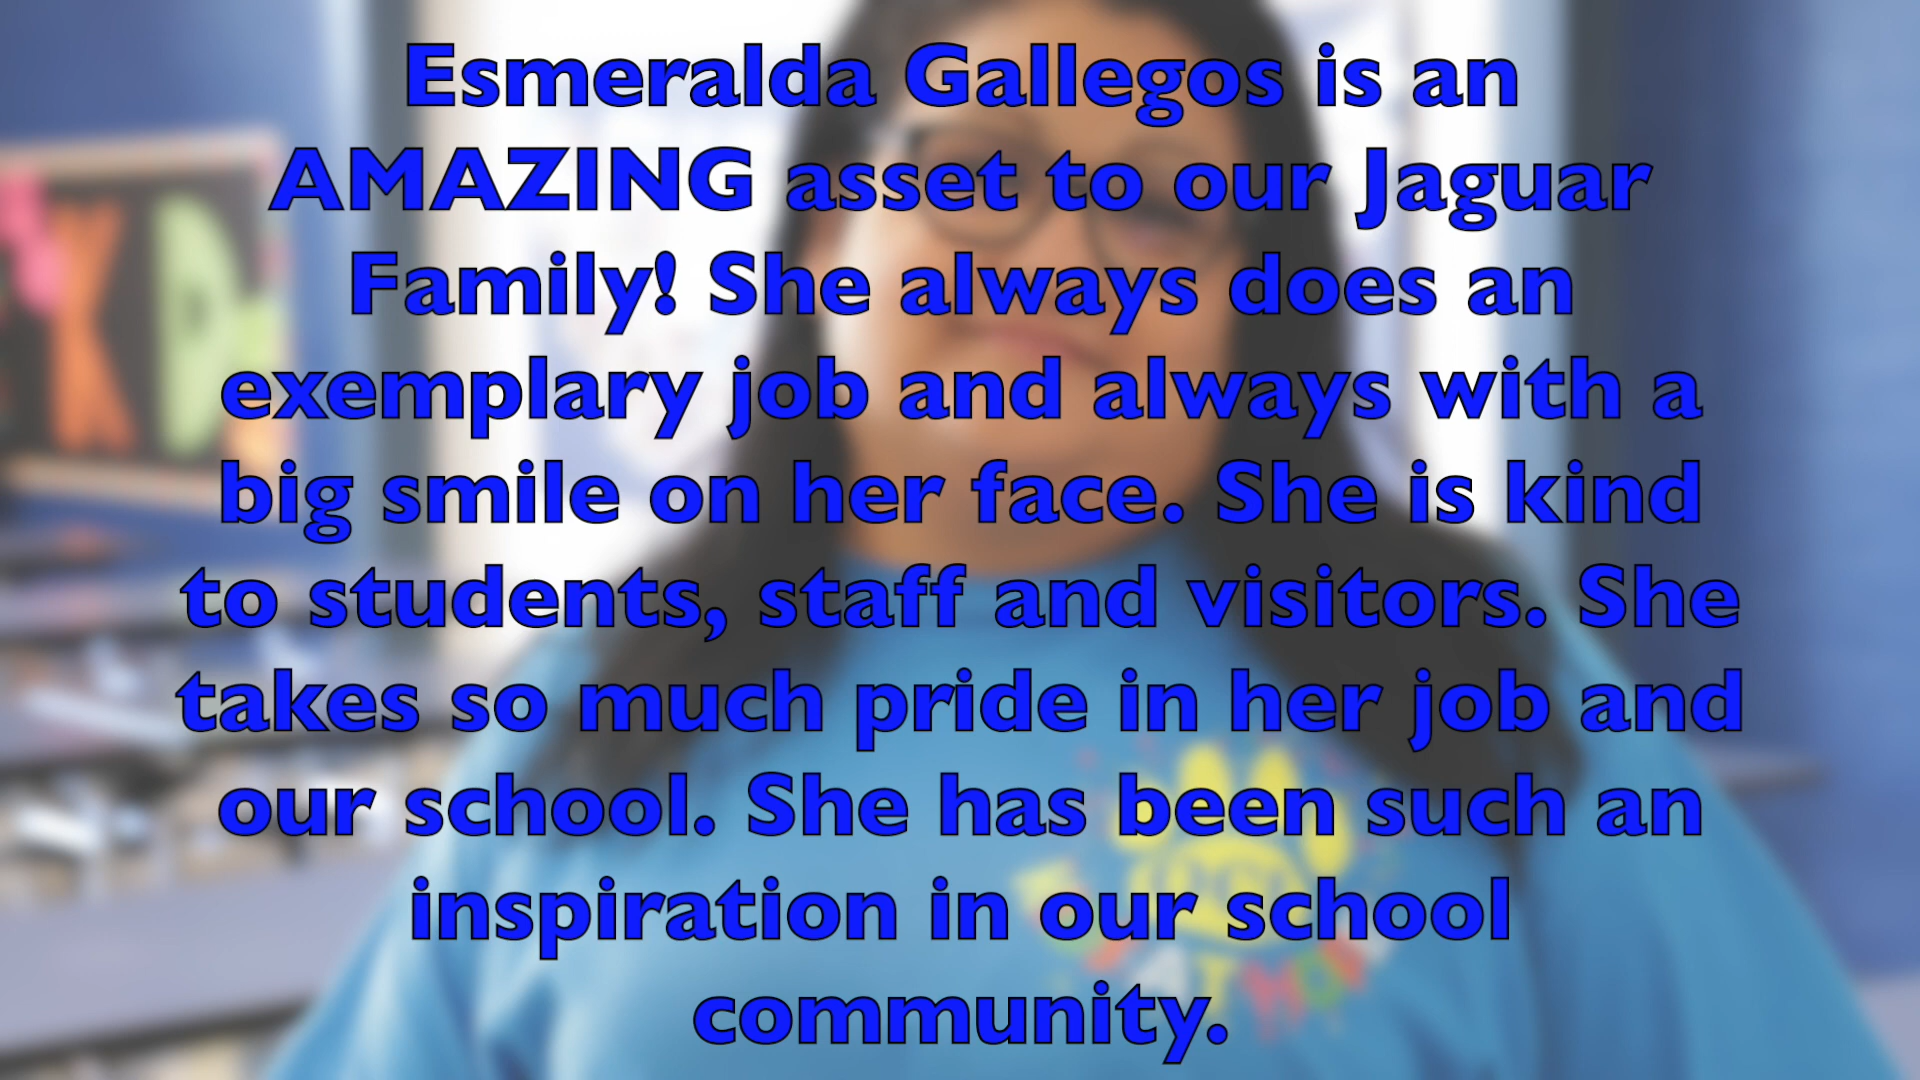 Esmeralda Gallegos is an
AMAZING asset to our Jaguar
Family! She always does an
exemplary job and always with a
big smile on her face. She is kind
to students, staff and visitors. She
takes so much pride in her job and
our school. She has been such an
inspiration in our school
community.